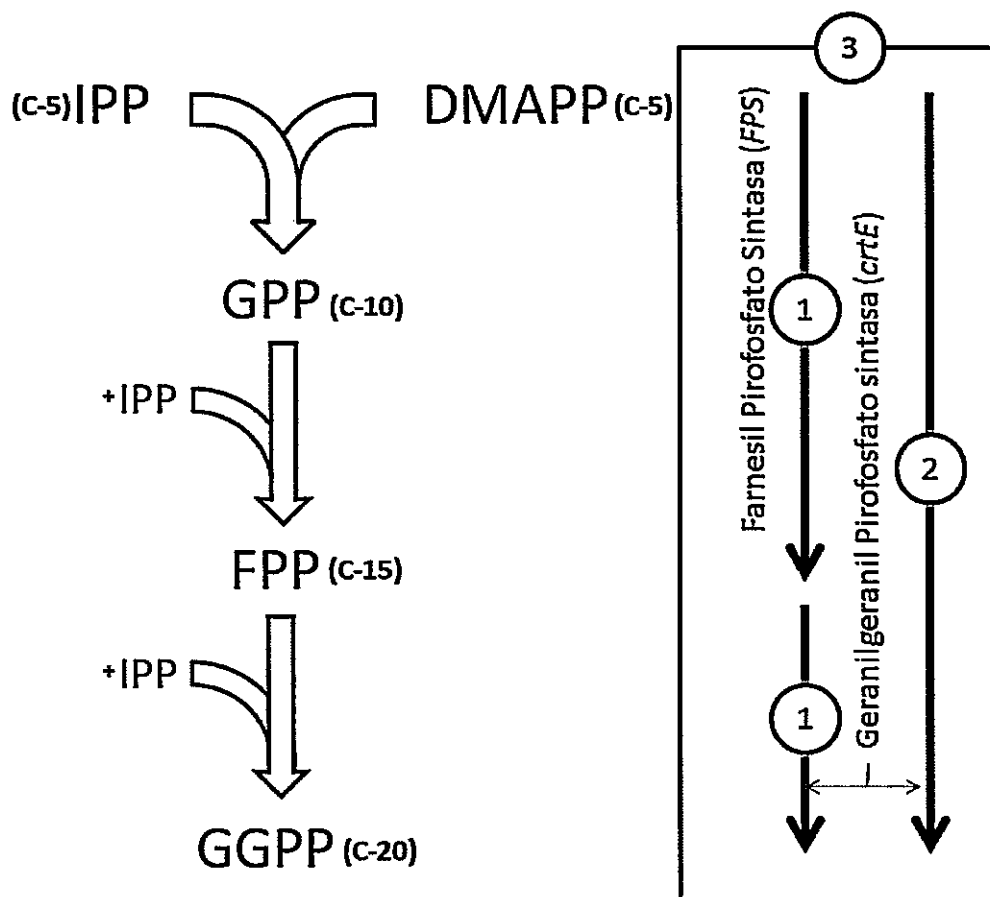 3
(C-5)IPP
DMAPP(C-5)
GPP (C-10)
+IPP
FPP (C-15)
+IPP
GGPP (C-20)
Farnesil Pirofosfato Sintasa (FPS)
1
1
Geranilgeranil Pirofosfato sintasa (crtE)
2